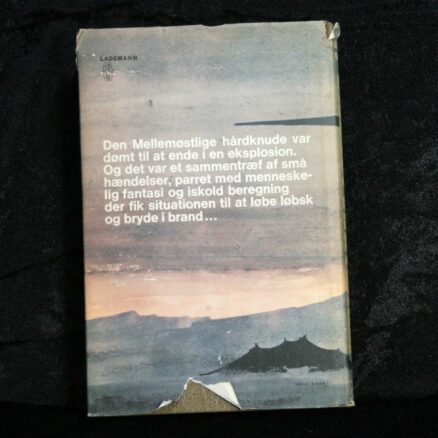 LADEMANN
Den Mellemøstlige hårdknude var
dømt til at ende i en eksplosion.
Og det var et sammentræf af små
hændelser, parret med menneske-
lig fantasi og iskold beregning
der fik situationen til at løbe løbsk
og bryde i brand...